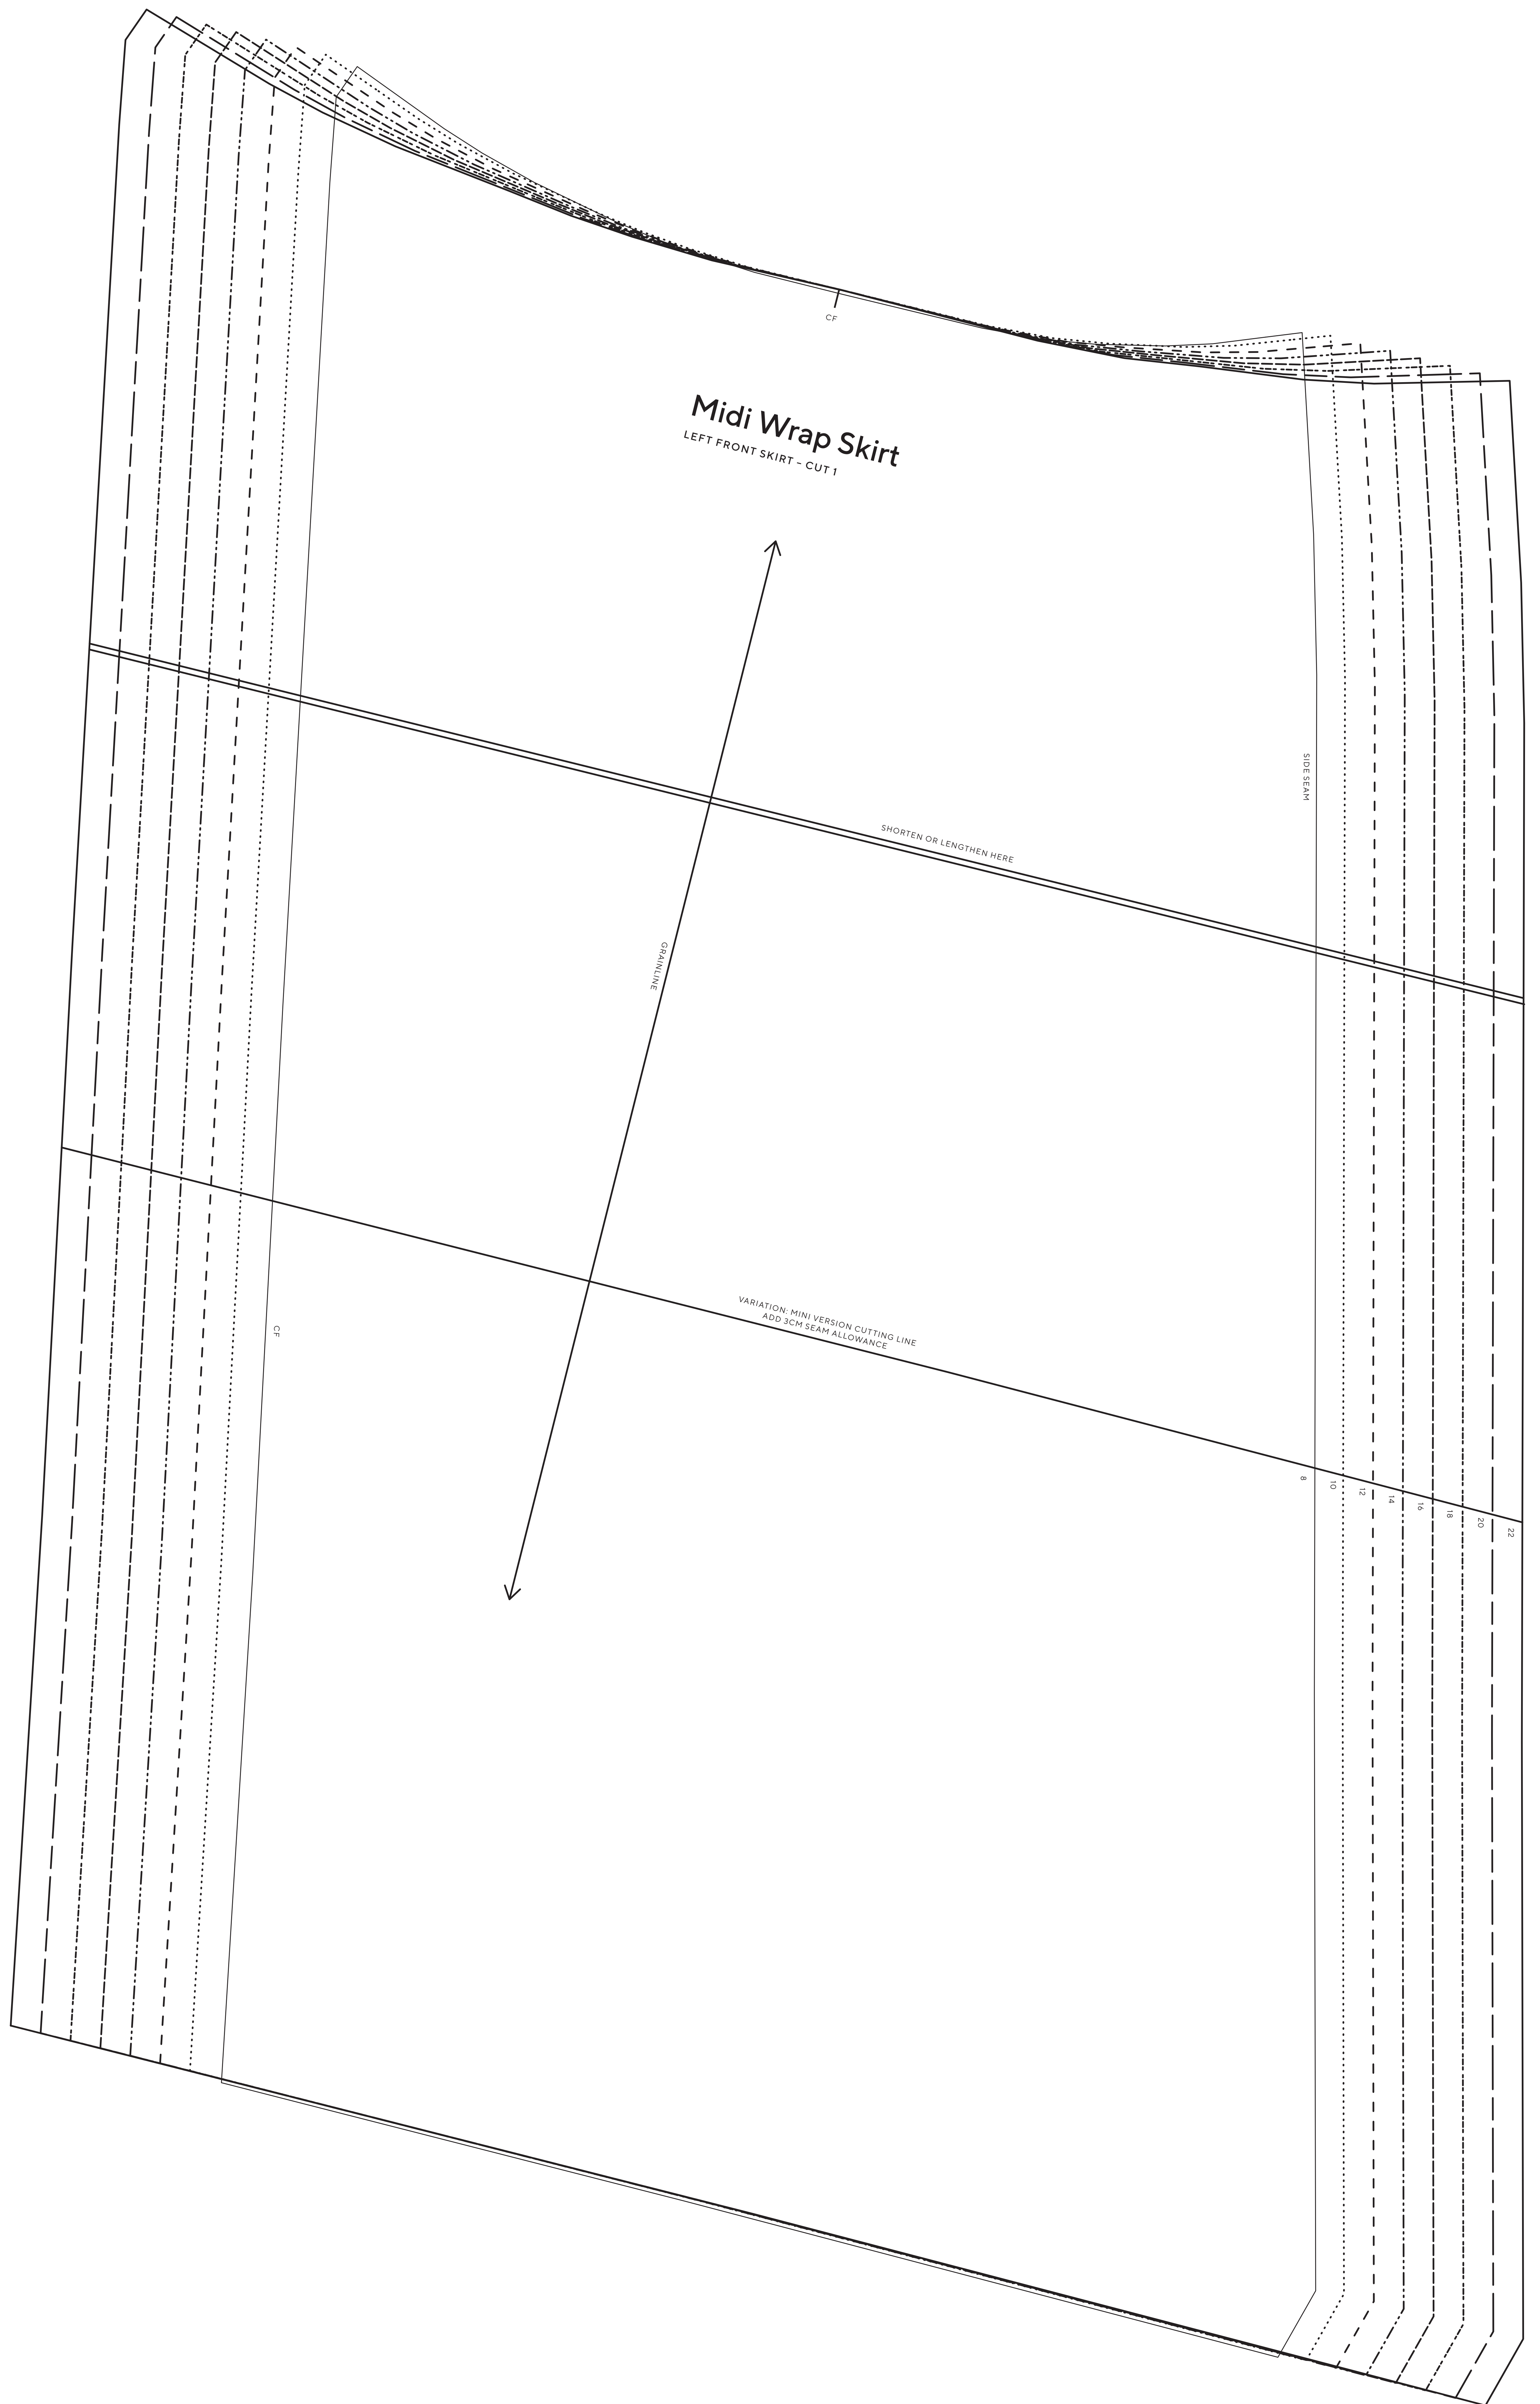 CF
Midi Wrap Skirt
LEFT FRONT SKIRT – CUT 1
SIDE SEAM
SHORTEN OR LENGTHEN HERE
GRAINLINE
VARIATION: MINI VERSION CUTTING LINE
ADD 3CM SEAM ALLOWANCE
CF
8
10
12
14
16
18
20
22